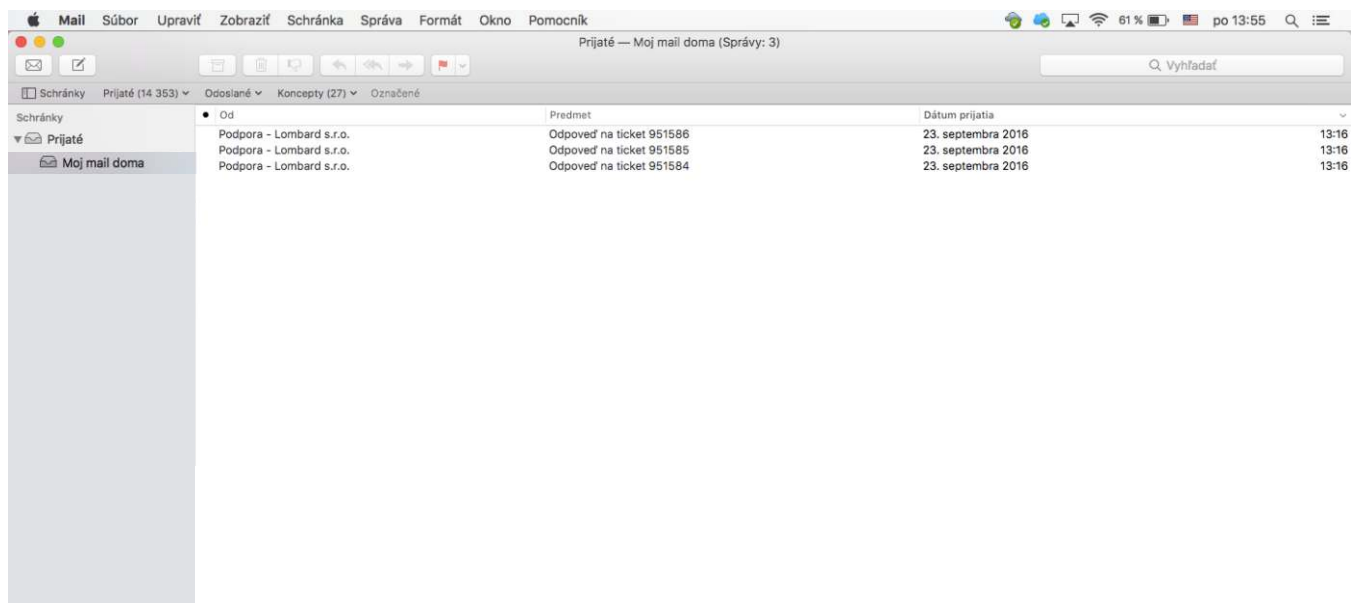 Mail Súbor Upraviť Zobraziť Schránka Správa Formát Okno Pomocník 61 % po 13:55
Prijaté — Moj mail doma (Správy: 3)
Vyhľadať
Schránky Prijaté (14 353) Odoslané Koncepty (27) Označené
Schránky Od Predmet Dátum prijatia
Prijaté Podpora - Lombard s.r.o. Odpoveď na ticket 951586 23. septembra 2016 13:16
Podpora - Lombard s.r.o. Odpoveď na ticket 951585 23. septembra 2016 13:16
Moj mail doma Podpora - Lombard s.r.o. Odpoveď na ticket 951584 23. septembra 2016 13:16